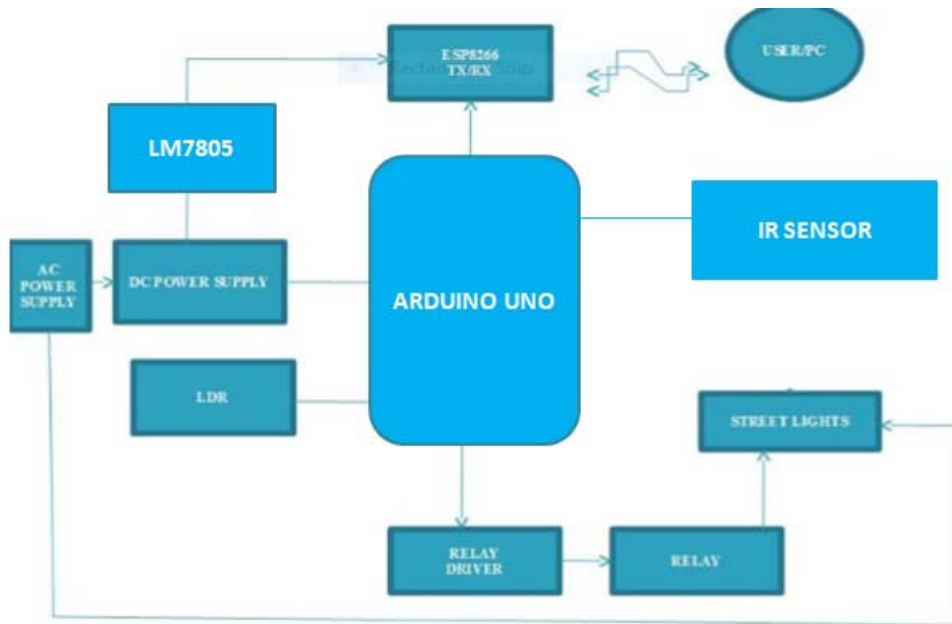 ESP8266
TX/RX
USER/PC
LM7805
IR SENSOR
AC
POWER
SUPPLY
DC POWER SUPPLY
ARDUINO UNO
LDR
STREET LIGHTS
RELAY
DRIVER
RELAY